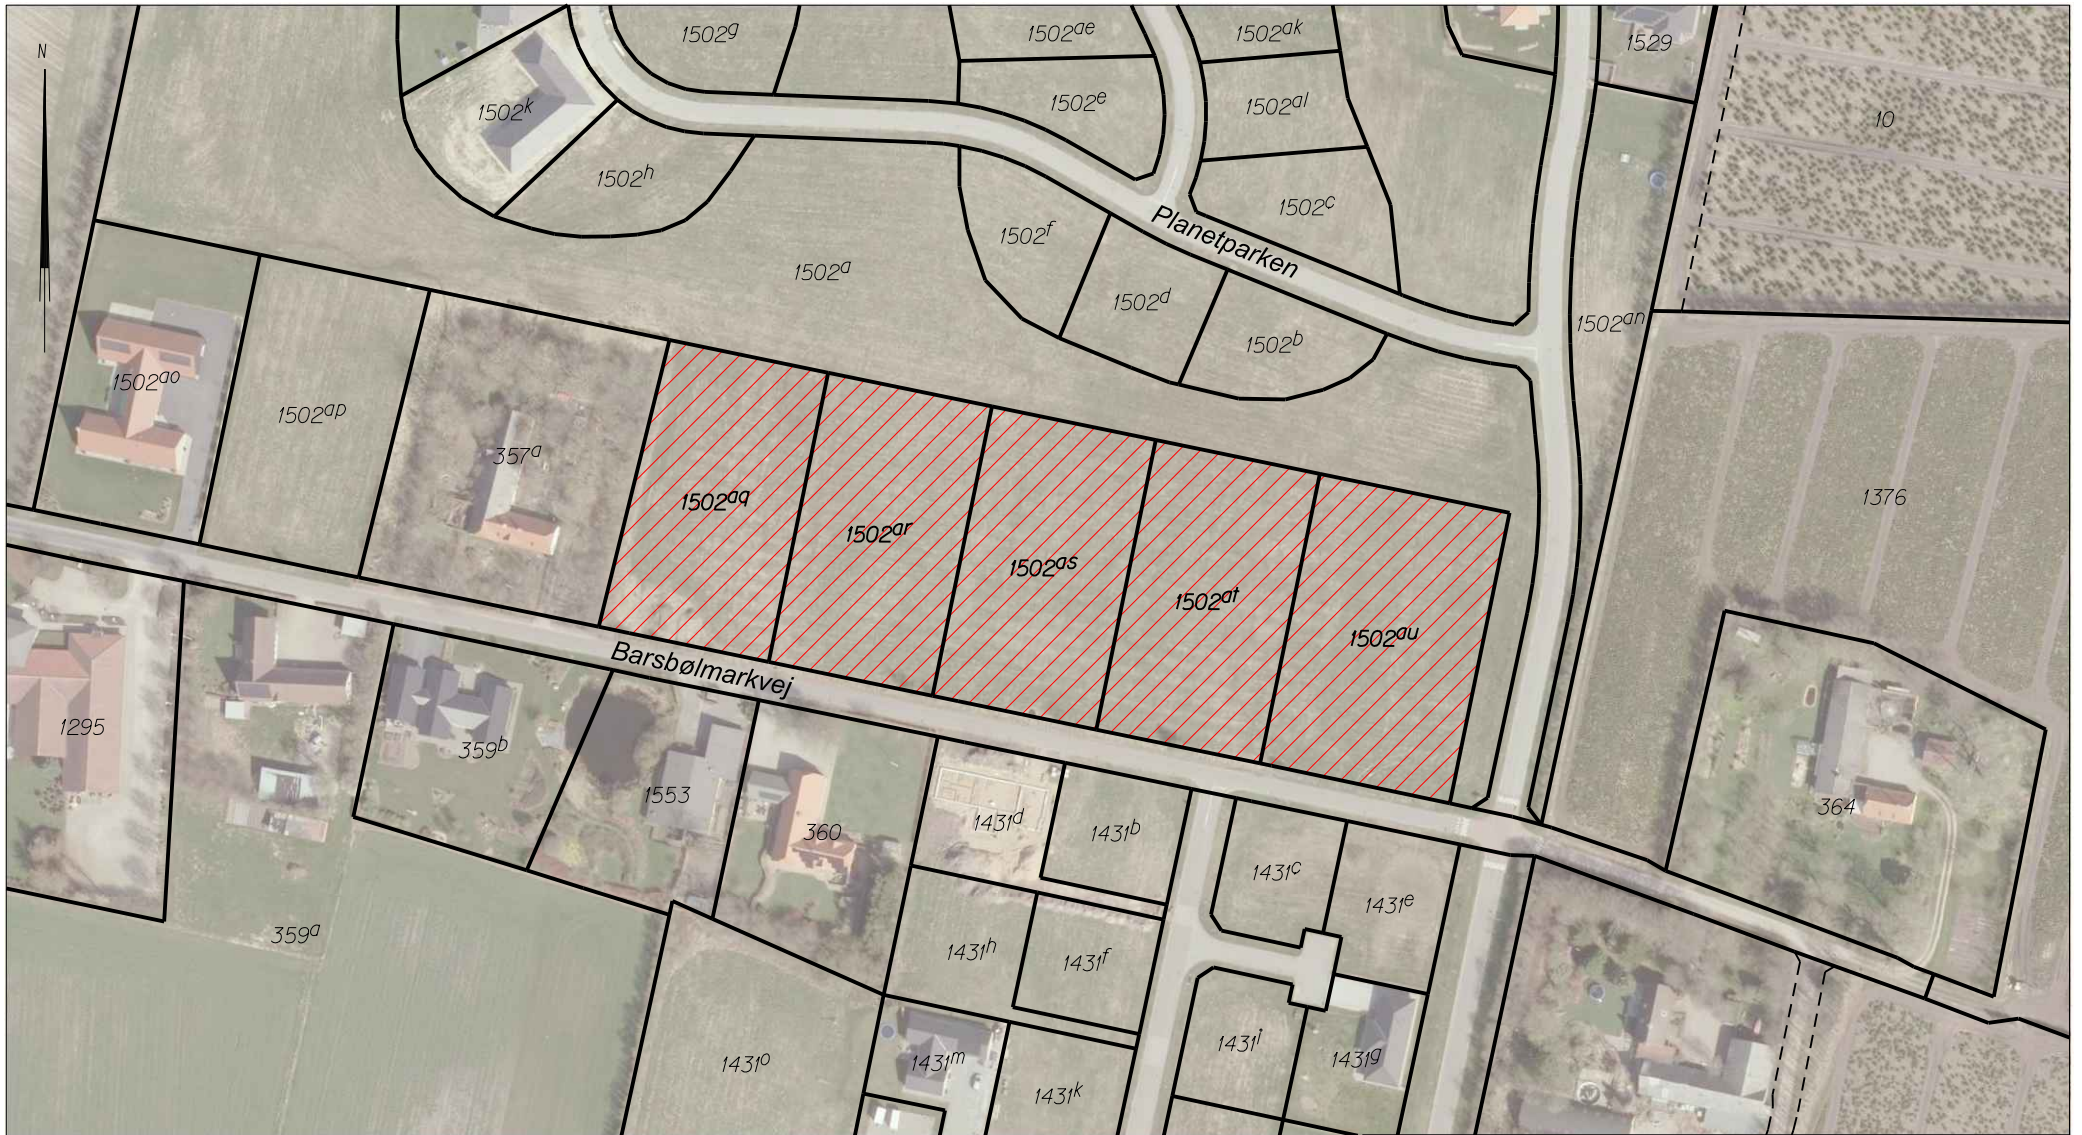 N
1502g
1502ae
1502ak
1529
1502k
1502e
1502al
10
1502h
1502c
1502f
Planetparken
1502a
1502d
1502an
1502b
1502ao
1502ap
357a
1502aq
1502ar
1502as
1502at
1502au
1376
Barsbølmarkvej
1295
359b
1553
360
1431d
1431b
364
1431c
1431e
359a
1431h
1431f
1431o
1431m
1431k
1431i
1431g